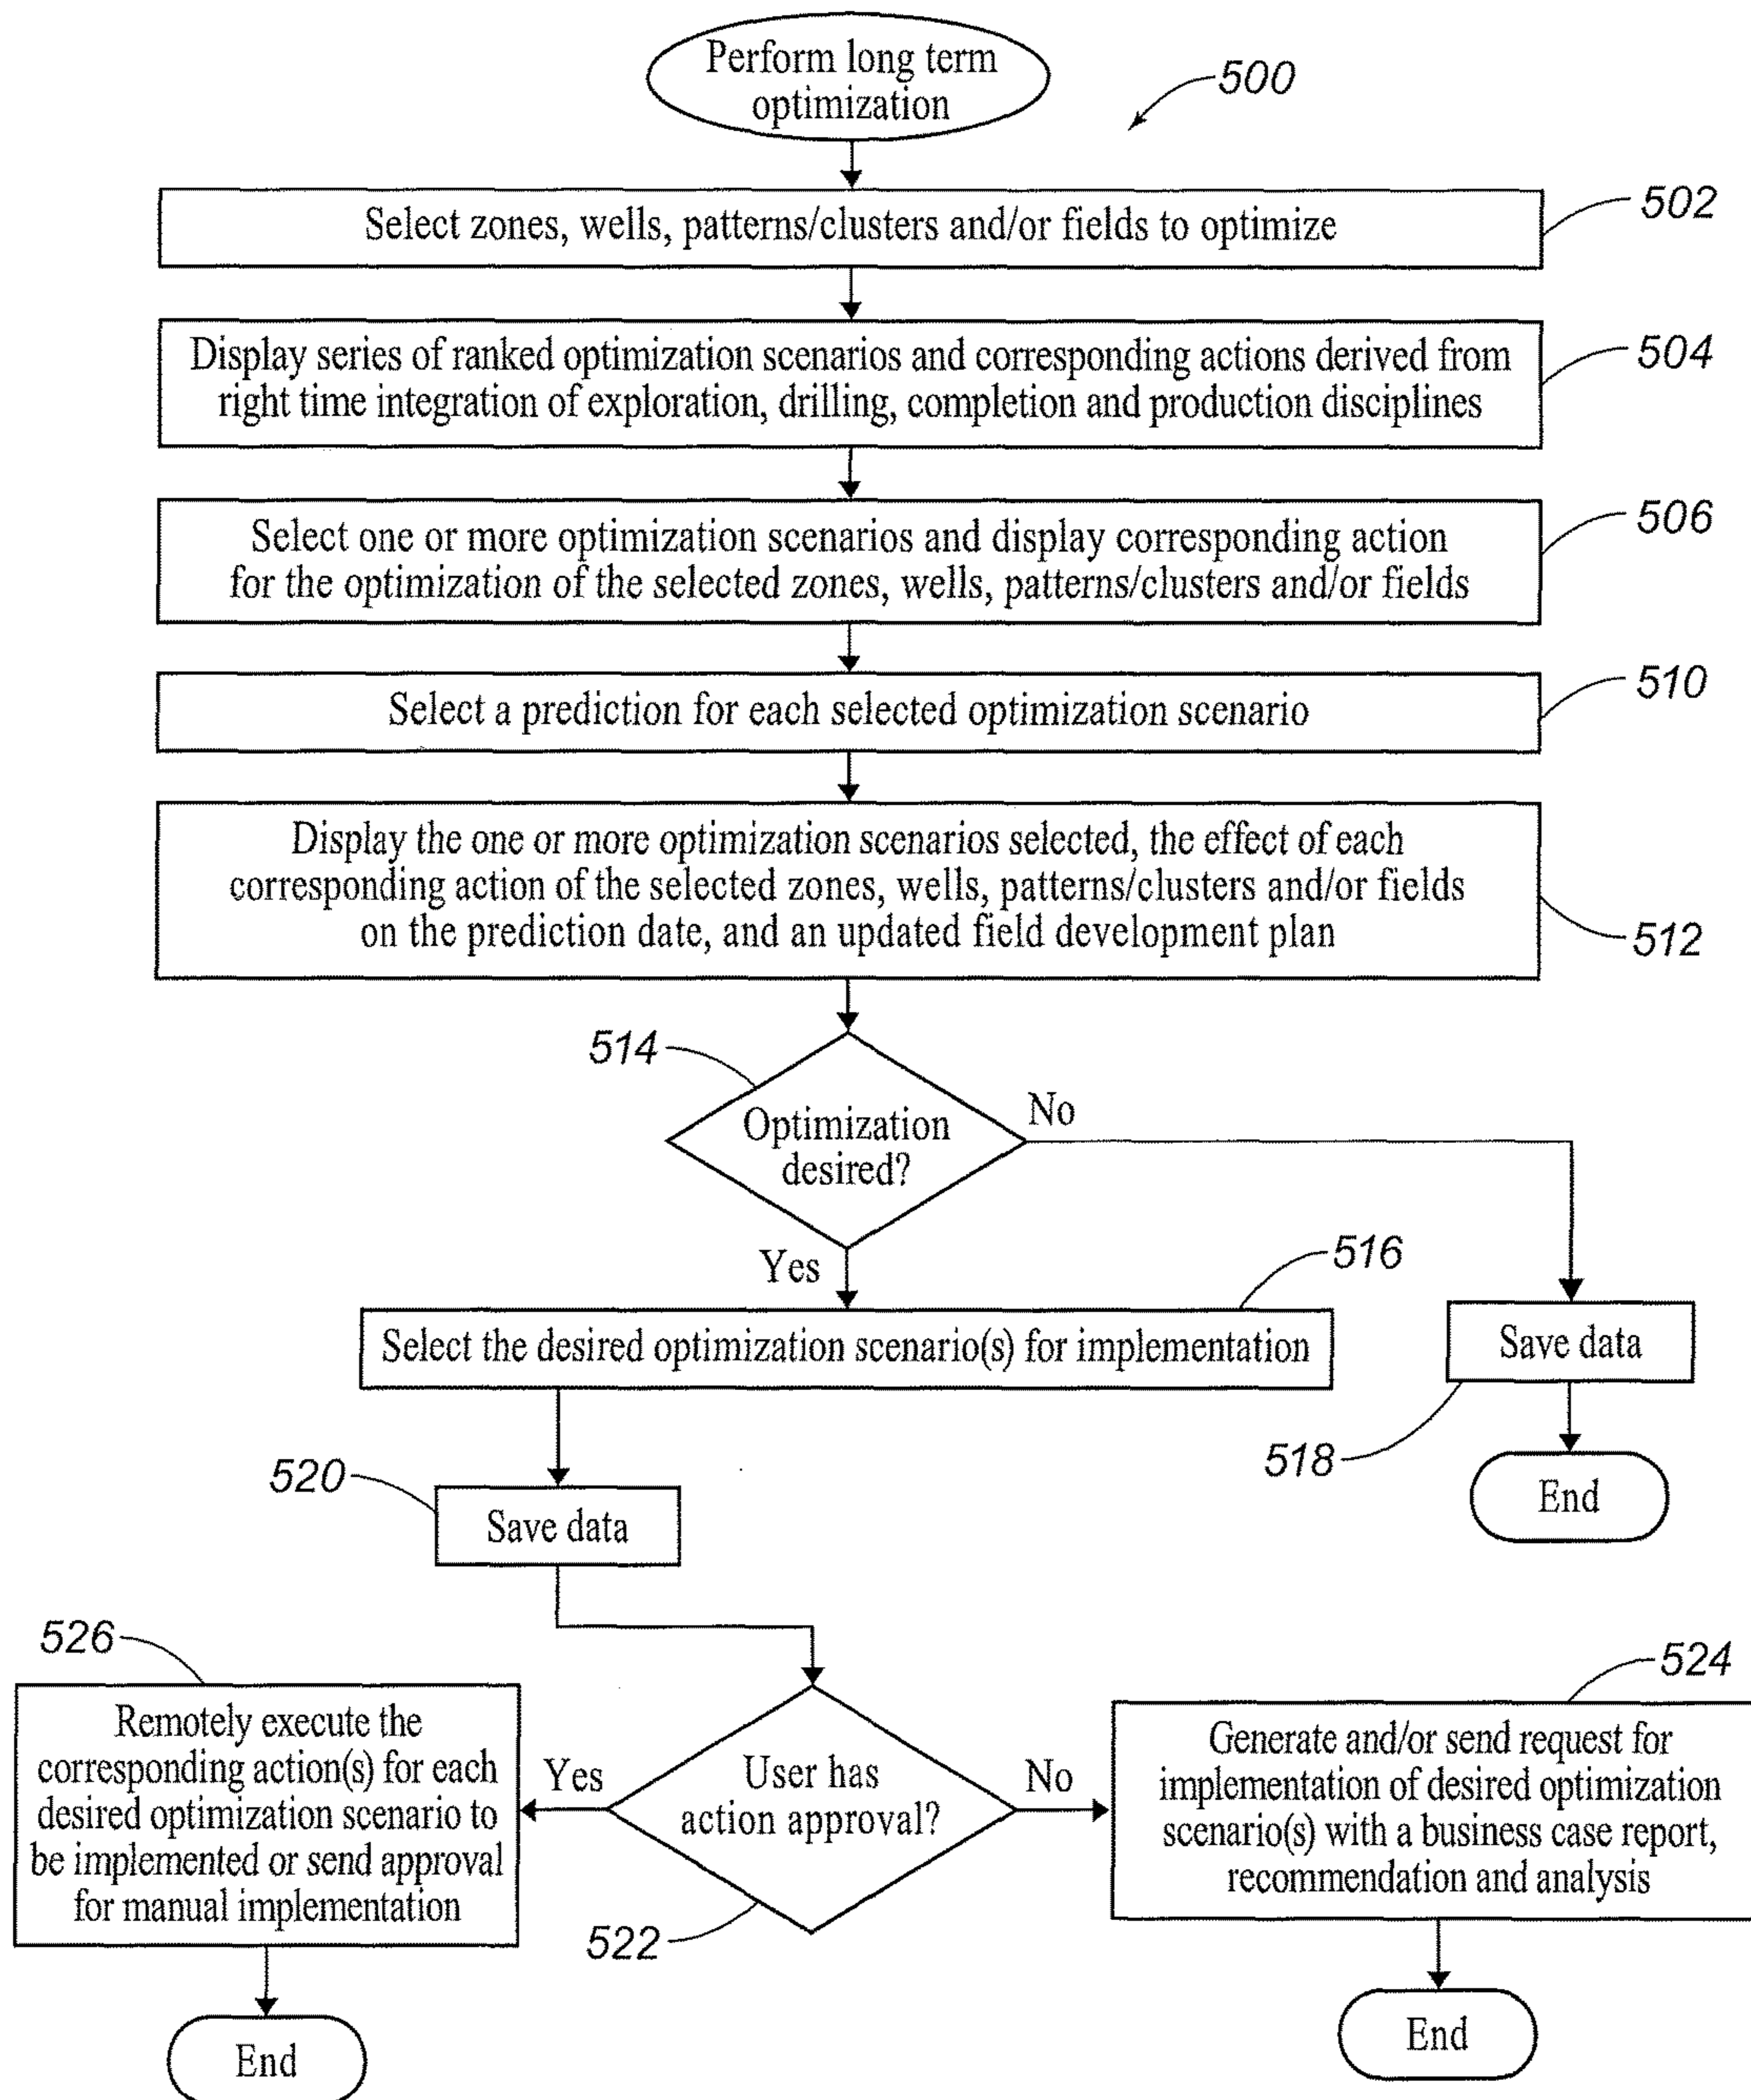 Perform long term
optimization
500
Select zones, wells, patterns/clusters and/or fields to optimize
502
Display series of ranked optimization scenarios and corresponding actions derived from
right time integration of exploration, drilling, completion and production disciplines
504
Select one or more optimization scenarios and display corresponding action
for the optimization of the selected zones, wells, patterns/clusters and/or fields
506
Select a prediction for each selected optimization scenario
510
Display the one or more optimization scenarios selected, the effect of each
corresponding action of the selected zones, wells, patterns/clusters and/or fields
on the prediction date, and an updated field development plan
512
514
Optimization
desired?
No
Yes
516
Select the desired optimization scenario(s) for implementation
Save data
518
End
520
Save data
526
Remotely execute the
corresponding action(s) for each
desired optimization scenario to
be implemented or send approval
for manual implementation
Yes
User has
action approval?
No
522
524
Generate and/or send request for
implementation of desired optimization
scenario(s) with a business case report,
recommendation and analysis
End
End